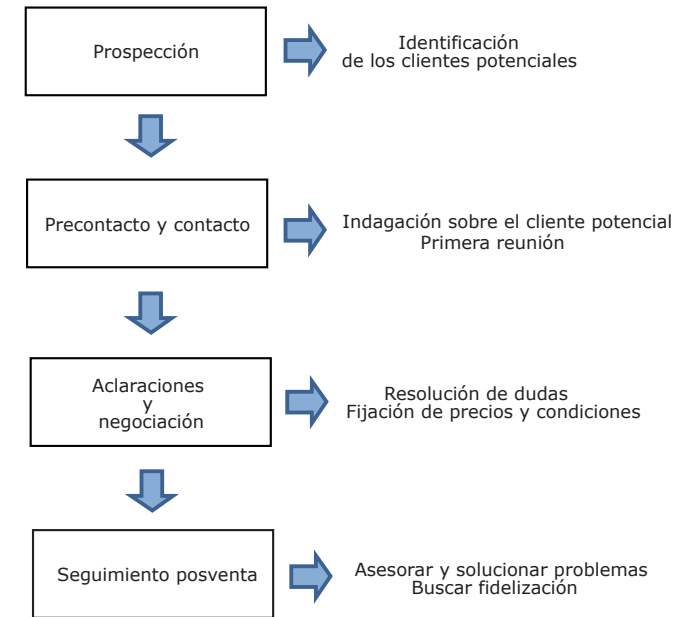 Prospección
Identificación
de los clientes potenciales
Precontacto y contacto
Indagación sobre el cliente potencial
Primera reunión
Aclaraciones
y
negociación
Resolución de dudas
Fijación de precios y condiciones
Seguimiento posventa
Asesorar y solucionar problemas
Buscar fidelización